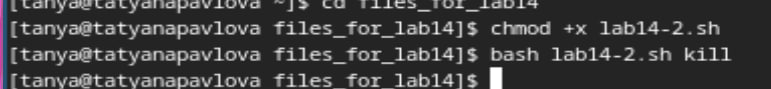 [tanya@tatyanapavlova ~]$ cd files_for_lab14
[tanya@tatyanapavlova files_for_lab14]$ chmod +x lab14-2.sh
[tanya@tatyanapavlova files_for_lab14]$ bash lab14-2.sh kill
[tanya@tatyanapavlova files_for_lab14]$